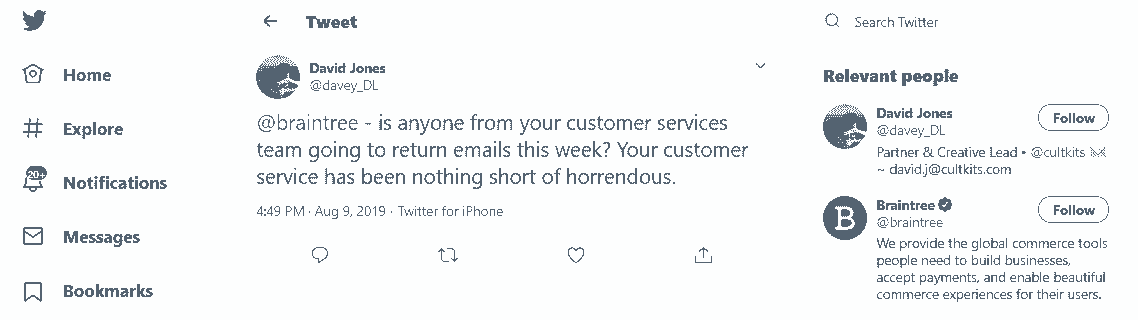 Home
Explore
20+
Notifications
Messages
Bookmarks
Tweet
David Jones
@davey_DL
@braintree - is anyone from your customer services
team going to return emails this week? Your customer
service has been nothing short of horrendous.
4:49 PM · Aug 9, 2019 · Twitter for iPhone
Search Twitter
Relevant people
David Jones
@davey_DL
Follow
Partner & Creative Lead • @cultkits
~ david.j@cultkits.com
B
Braintree
@braintree
Follow
We provide the global commerce tools
people need to build businesses,
accept payments, and enable beautiful
commerce experiences for their users.